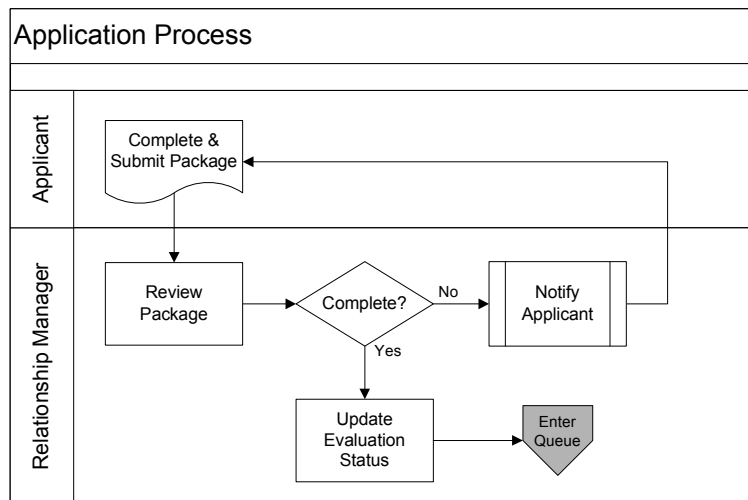 Application Process
Applicant
Complete &
Submit Package
Relationship Manager
Review
Package
Complete?
No
Notify
Applicant
Yes
Update
Evaluation
Status
Enter
Queue